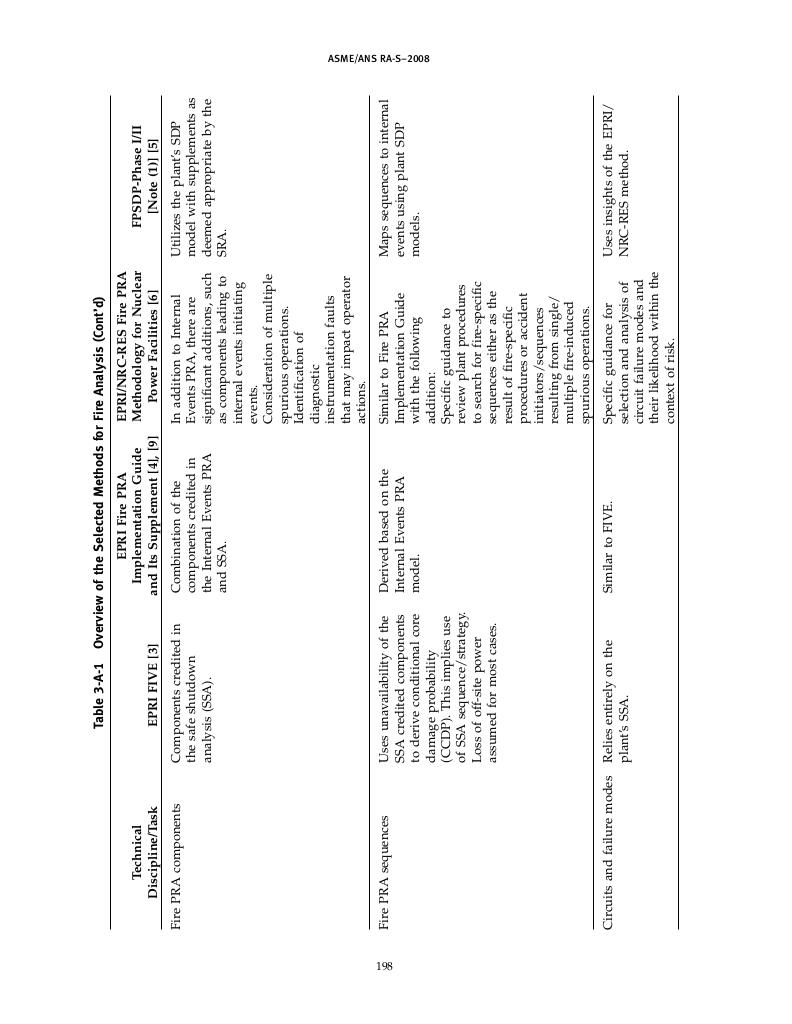 ASME/ANS RA-S–2008
Table 3-A-1 Overview of the Selected Methods for Fire Analysis (Cont'd)
Technical
Discipline/Task
EPRI FIVE [3]
EPRI Fire PRA
Implementation Guide
and Its Supplement [4], [9]
EPRI/NRC-RES Fire PRA
Methodology for Nuclear
Power Facilities [6]
FPSDP-Phase I/II
[Note (1)] [5]
Fire PRA components
Components credited in
the safe shutdown
analysis (SSA).
Combination of the
components credited in
the Internal Events PRA
and SSA.
In addition to Internal
Events PRA, there are
significant additions, such
as components leading to
internal events initiating
events.
Consideration of multiple
spurious operations.
Identification of
diagnostic
instrumentation faults
that may impact operator
actions.
Utilizes the plant's SDP
model with supplements as
deemed appropriate by the
SRA.
Fire PRA sequences
Uses unavailability of the
SSA credited components
to derive conditional core
damage probability
(CCDP). This implies use
of SSA sequence/strategy.
Loss of off-site power
assumed for most cases.
Derived based on the
Internal Events PRA
model.
Similar to Fire PRA
Implementation Guide
with the following
addition:
Specific guidance to
review plant procedures
to search for fire-specific
sequences either as the
result of fire-specific
procedures or accident
initiators/sequences
resulting from single/
multiple fire-induced
spurious operations.
Maps sequences to internal
events using plant SDP
models.
Circuits and failure modes
Relies entirely on the
plant's SSA.
Similar to FIVE.
Specific guidance for
selection and analysis of
circuit failure modes and
their likelihood within the
context of risk.
Uses insights of the EPRI/
NRC-RES method.
198